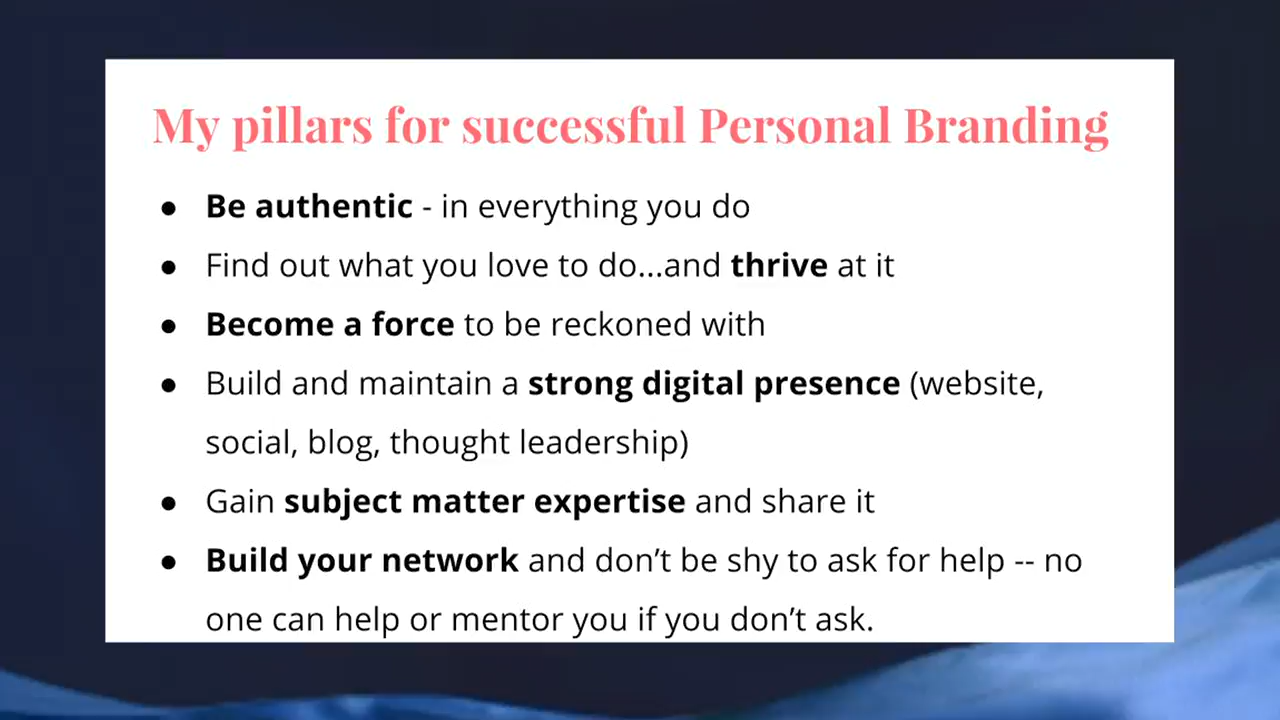 My pillars for successful Personal Branding
● Be authentic - in everything you do
● Find out what you love to do...and thrive at it
● Become a force to be reckoned with
● Build and maintain a strong digital presence (website,
social, blog, thought leadership)
● Gain subject matter expertise and share it
● Build your network and don’t be shy to ask for help -- no
one can help or mentor you if you don’t ask.